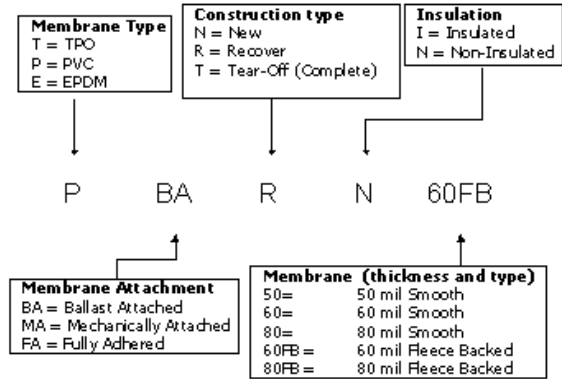 Membrane Type
T = TPO
P = PVC
E = EPDM
Construction type
N = New
R = Recover
T = Tear-Off (Complete)
Insulation
I = Insulated
N = Non-Insulated
P BA R N 60FB
Membrane Attachment
BA = Ballast Attached
MA = Mechanically Attached
FA = Fully Adhered
Membrane (thickness and type)
50= 50 mil Smooth
60= 60 mil Smooth
80= 80 mil Smooth
60FB= 60 mil Fleece Backed
80FB= 80 mil Fleece Backed